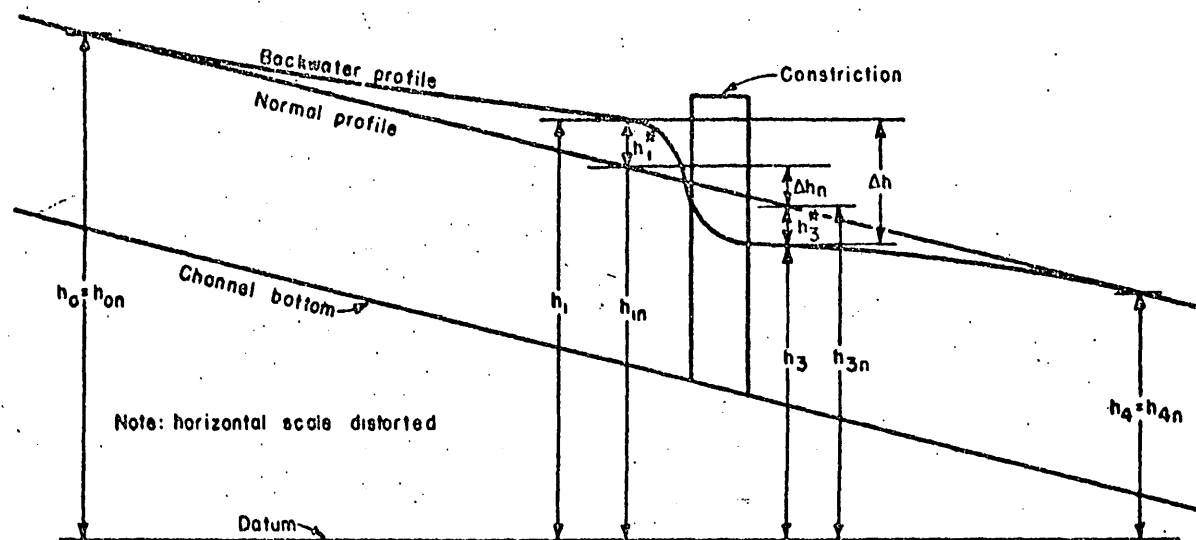 Backwater profile
Constriction
Normal profile
h₁*
Δhn
Δh
h₃*
Channel bottom
h₀=h₀n
h₁
h₁n
h₃
h₃n
h₄=h₄n
Note: horizontal scale distorted
Datum